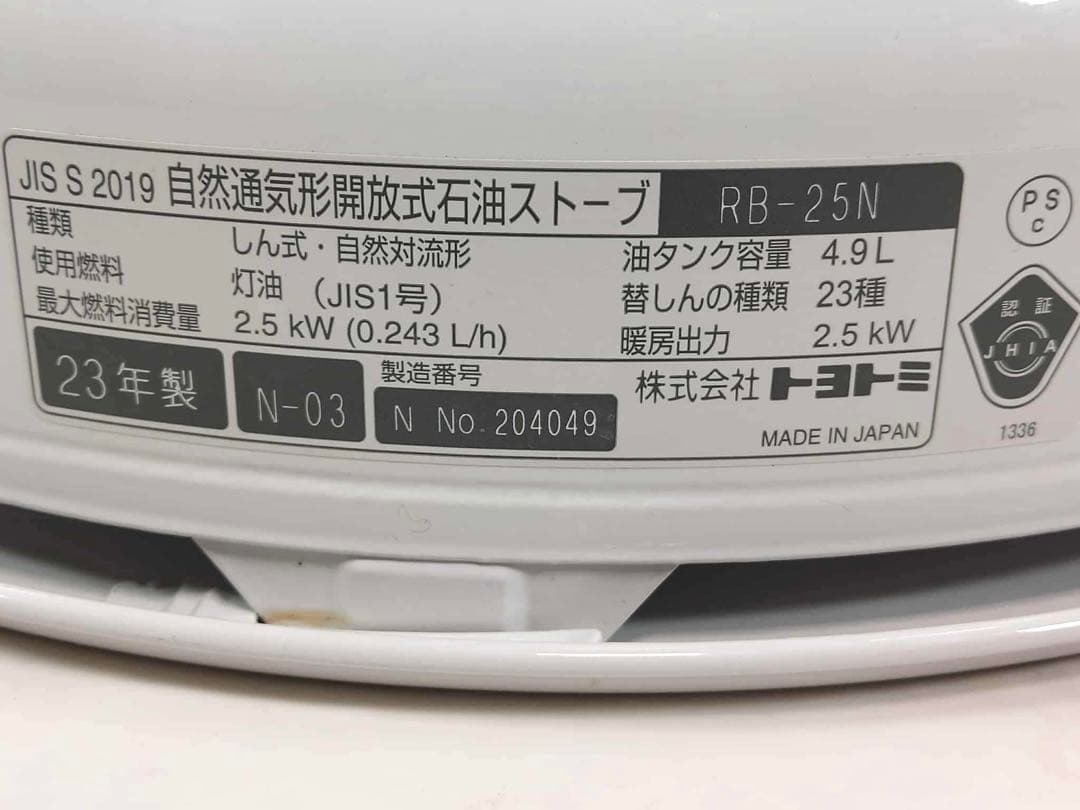 JIS S 2019 自然通気形開放式石油ストーブ RB-25N
種類 しん式・自然対流形
使用燃料 灯油 (JIS1号)
最大燃料消費量 2.5 kW (0.243 L/h)
油タンク容量 4.9 L
替しんの種類 23種
暖房出力 2.5 kW
23年製 N-03
製造番号
N No. 204049
株式会社 トヨトミ
MADE IN JAPAN
PS
C
認証
JHIA
1336